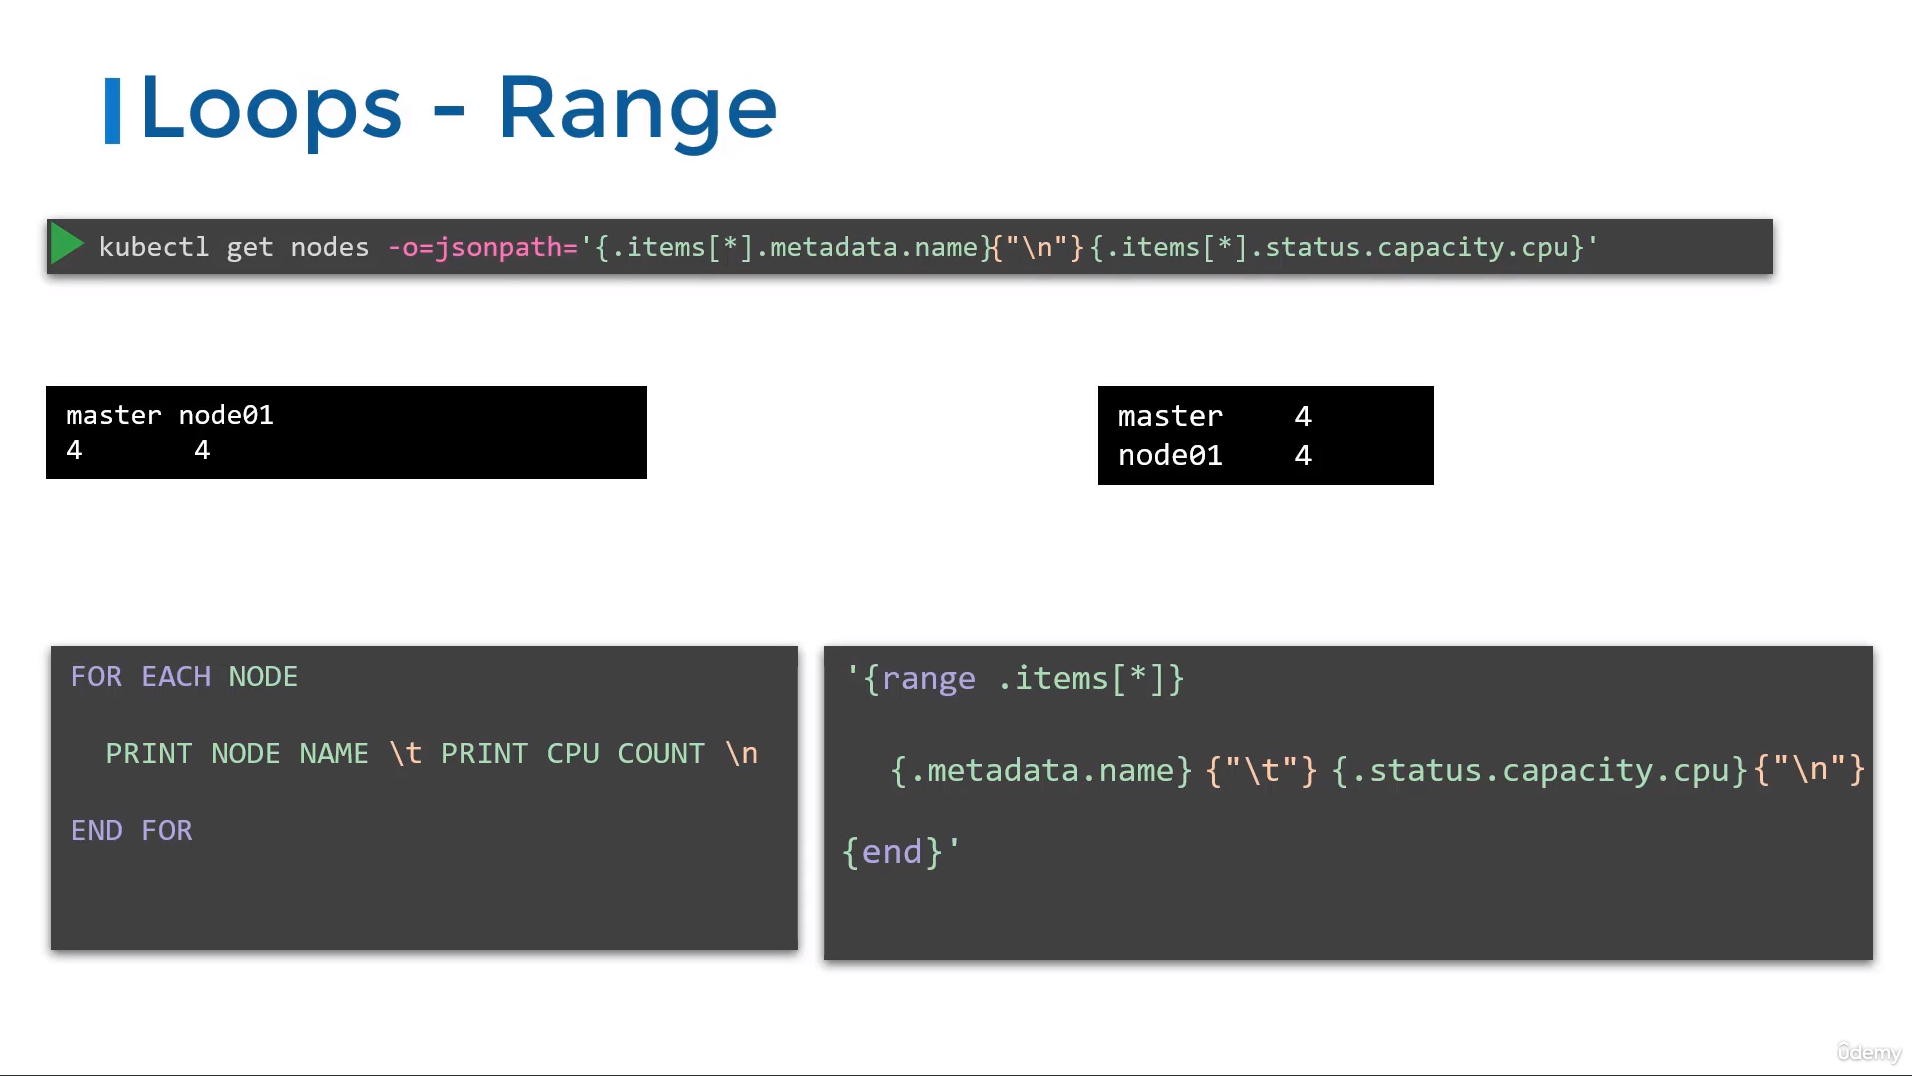 Loops - Range
kubectl get nodes -o=jsonpath='{.items[*].metadata.name}{"\n"}{.items[*].status.capacity.cpu}'
master node01
4       4
master    4
node01    4
FOR EACH NODE
PRINT NODE NAME \t PRINT CPU COUNT \n
END FOR
'{range .items[*]}
{.metadata.name} {"\t"} {.status.capacity.cpu}{"\n"}
{end}'
ûdemy